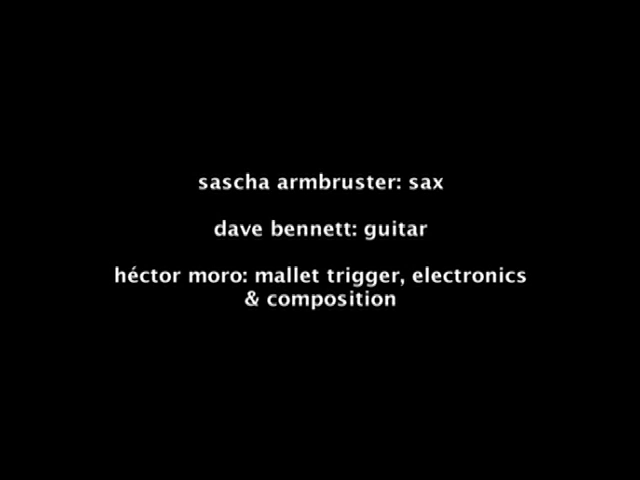 sascha armbruster: sax
dave bennett: guitar
héctor moro: mallet trigger, electronics
& composition